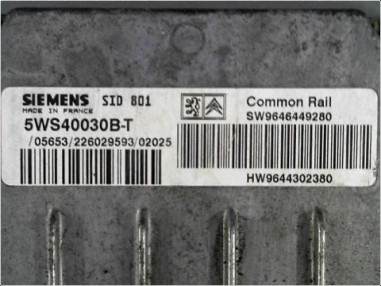 SIEMENS SID 801
MADE IN FRANCE
5WS40030B-T
/05653/226029593/02025
Common Rail
SW9646449280
HW9644302380